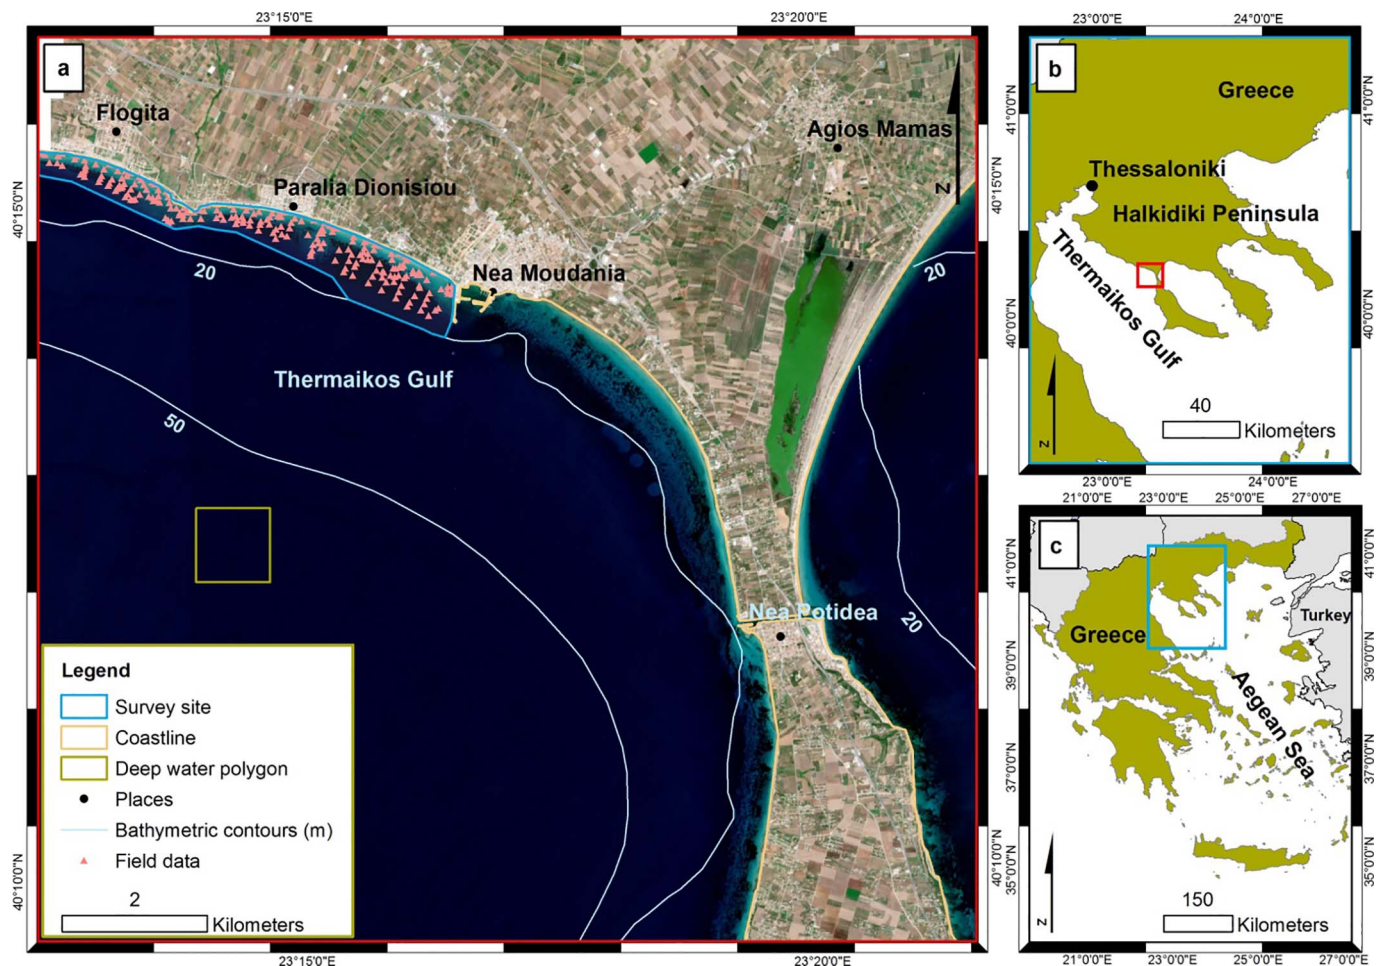 23°15'0"E
23°20'0"E
a
Flogita
Agios Mamas
Paralia Dionisiou
Nea Moudania
N
20
20
Thermaikos Gulf
50
Nea Potidea
20
Legend
Survey site
Coastline
Deep water polygon
Places
Bathymetric contours (m)
Field data
2
Kilometers
40°15'0"N
40°10'0"N
40°15'0"N
40°10'0"N
23°15'0"E
23°20'0"E
23°0'0"E
24°0'0"E
b
Greece
Thessaloniki
Halkidiki Peninsula
Thermaikos Gulf
N
40
Kilometers
41°0'0"N
40°0'0"N
41°0'0"N
40°0'0"N
23°0'0"E
24°0'0"E
21°0'0"E
23°0'0"E
25°0'0"E
27°0'0"E
c
Greece
Turkey
Aegean Sea
N
150
Kilometers
41°0'0"N
39°0'0"N
37°0'0"N
35°0'0"N
41°0'0"N
39°0'0"N
37°0'0"N
35°0'0"N
21°0'0"E
23°0'0"E
25°0'0"E
27°0'0"E